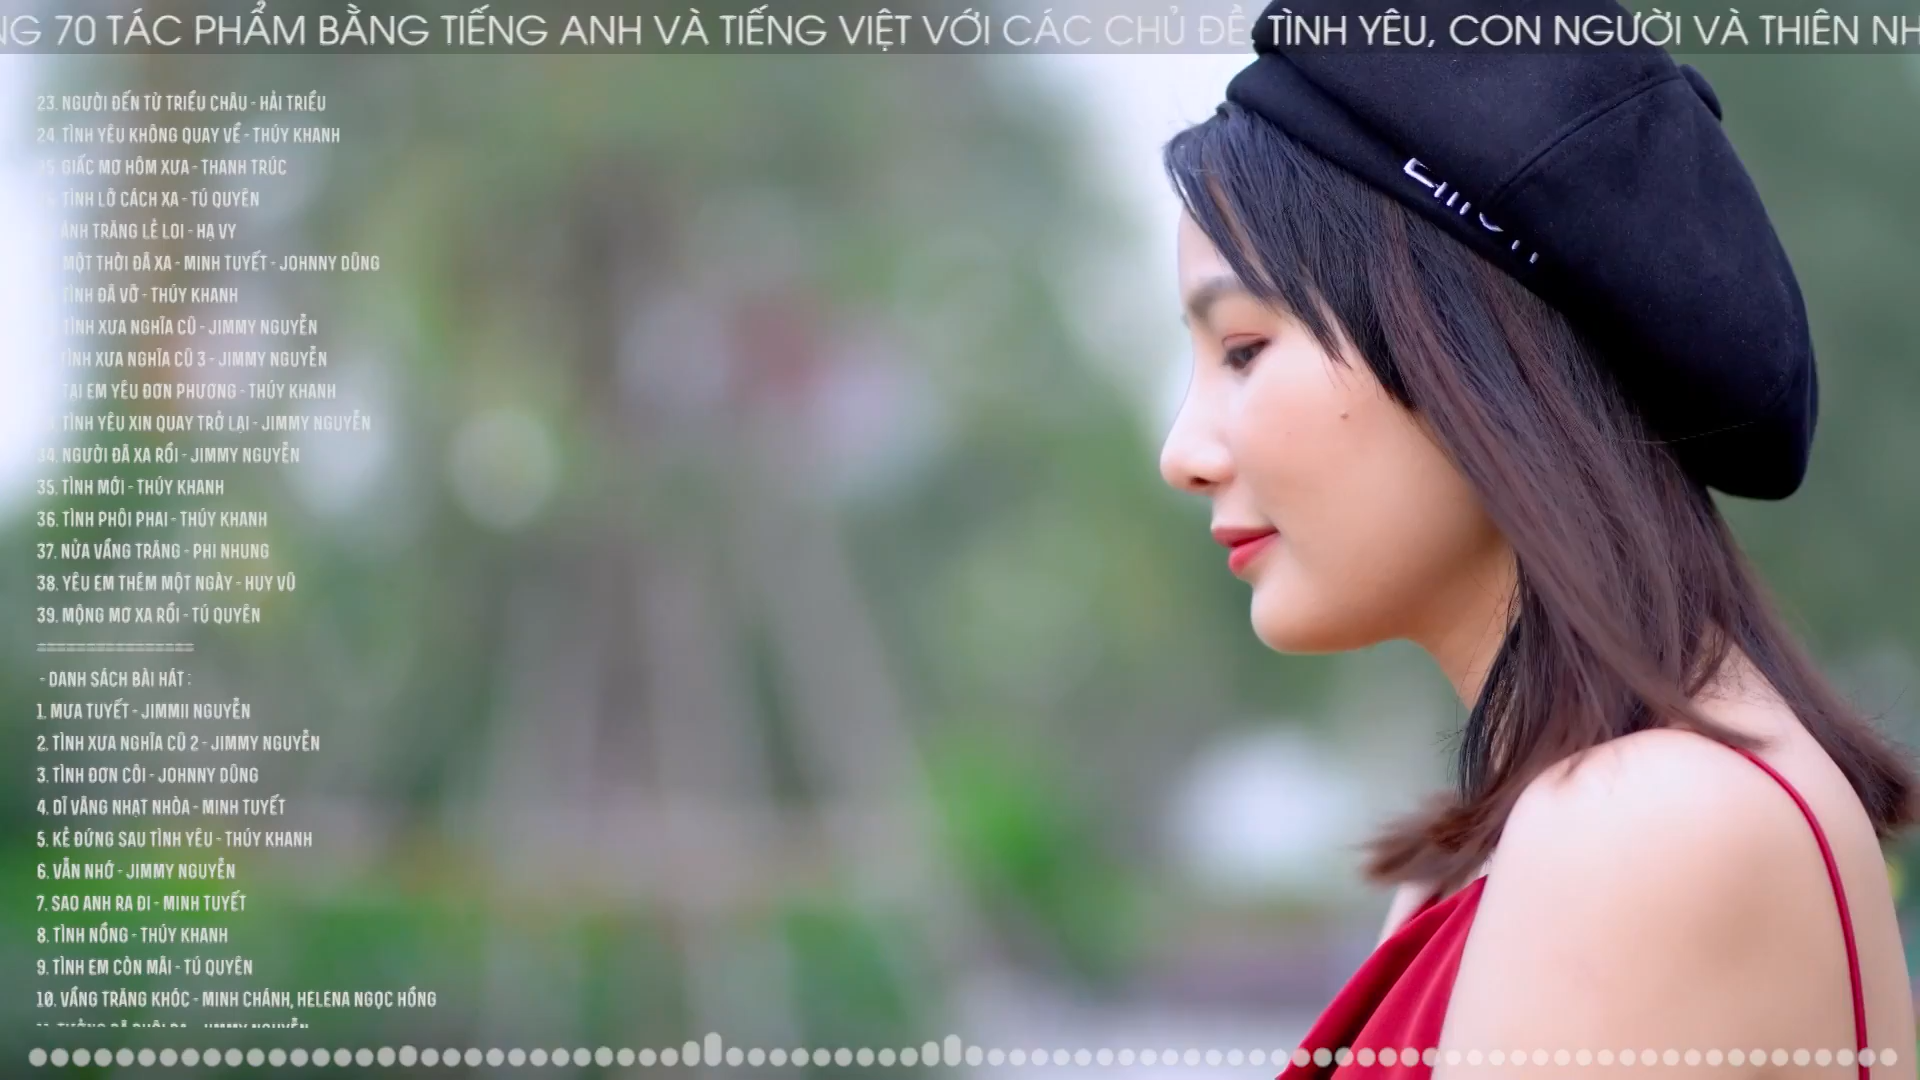 70 TÁC PHẨM BẰNG TIẾNG ANH VÀ TIẾNG VIỆT VỚI CÁC CHỦ ĐỀ: TÌNH YÊU, CON NGƯỜI VÀ THIÊN
23. NGƯỜI ĐẾN TỪ TRIỀU CHÂU - HẢI TRIỀU
24. TÌNH YÊU KHÔNG QUAY VỀ - THÚY KHANH
25. GIẤC MƠ HÔM XƯA - THANH TRÚC
TÌNH LỠ CÁCH XA - TÚ QUYÊN
ÁNH TRĂNG LẺ LOI - HẠ VY
MỘT THỜI ĐÃ XA - MINH TUYẾT - JOHNNY DŨNG
TÌNH ĐÃ VỠ - THÚY KHANH
TÌNH XƯA NGHĨA CŨ - JIMMY NGUYỄN
TÌNH XƯA NGHĨA CŨ 3 - JIMMY NGUYỄN
TẠI EM YÊU ĐƠN PHƯƠNG - THÚY KHANH
TÌNH YÊU XIN QUAY TRỞ LẠI - JIMMY NGUYỄN
34. NGƯỜI ĐÃ XA RỒI - JIMMY NGUYỄN
35. TÌNH MỚI - THÚY KHANH
36. TÌNH PHÔI PHAI - THÚY KHANH
37. NỬA VẦNG TRĂNG - PHI NHUNG
38. YÊU EM THÊM MỘT NGÀY - HUY VŨ
39. MỘNG MƠ XA RỒI - TÚ QUYÊN
================
- DANH SÁCH BÀI HÁT :
1. MƯA TUYẾT - JIMMII NGUYỄN
2. TÌNH XƯA NGHĨA CŨ 2 - JIMMY NGUYỄN
3. TÌNH ĐƠN CÔI - JOHNNY DŨNG
4. DĨ VÃNG NHẠT NHÒA - MINH TUYẾT
5. KẺ ĐỨNG SAU TÌNH YÊU - THÚY KHANH
6. VẪN NHỚ - JIMMY NGUYỄN
7. SAO ANH RA ĐI - MINH TUYẾT
8. TÌNH NỒNG - THÚY KHANH
9. TÌNH EM CÒN MÃI - TÚ QUYÊN
10. VẦNG TRĂNG KHÓC - MINH CHÁNH, HELENA NGỌC HỒNG